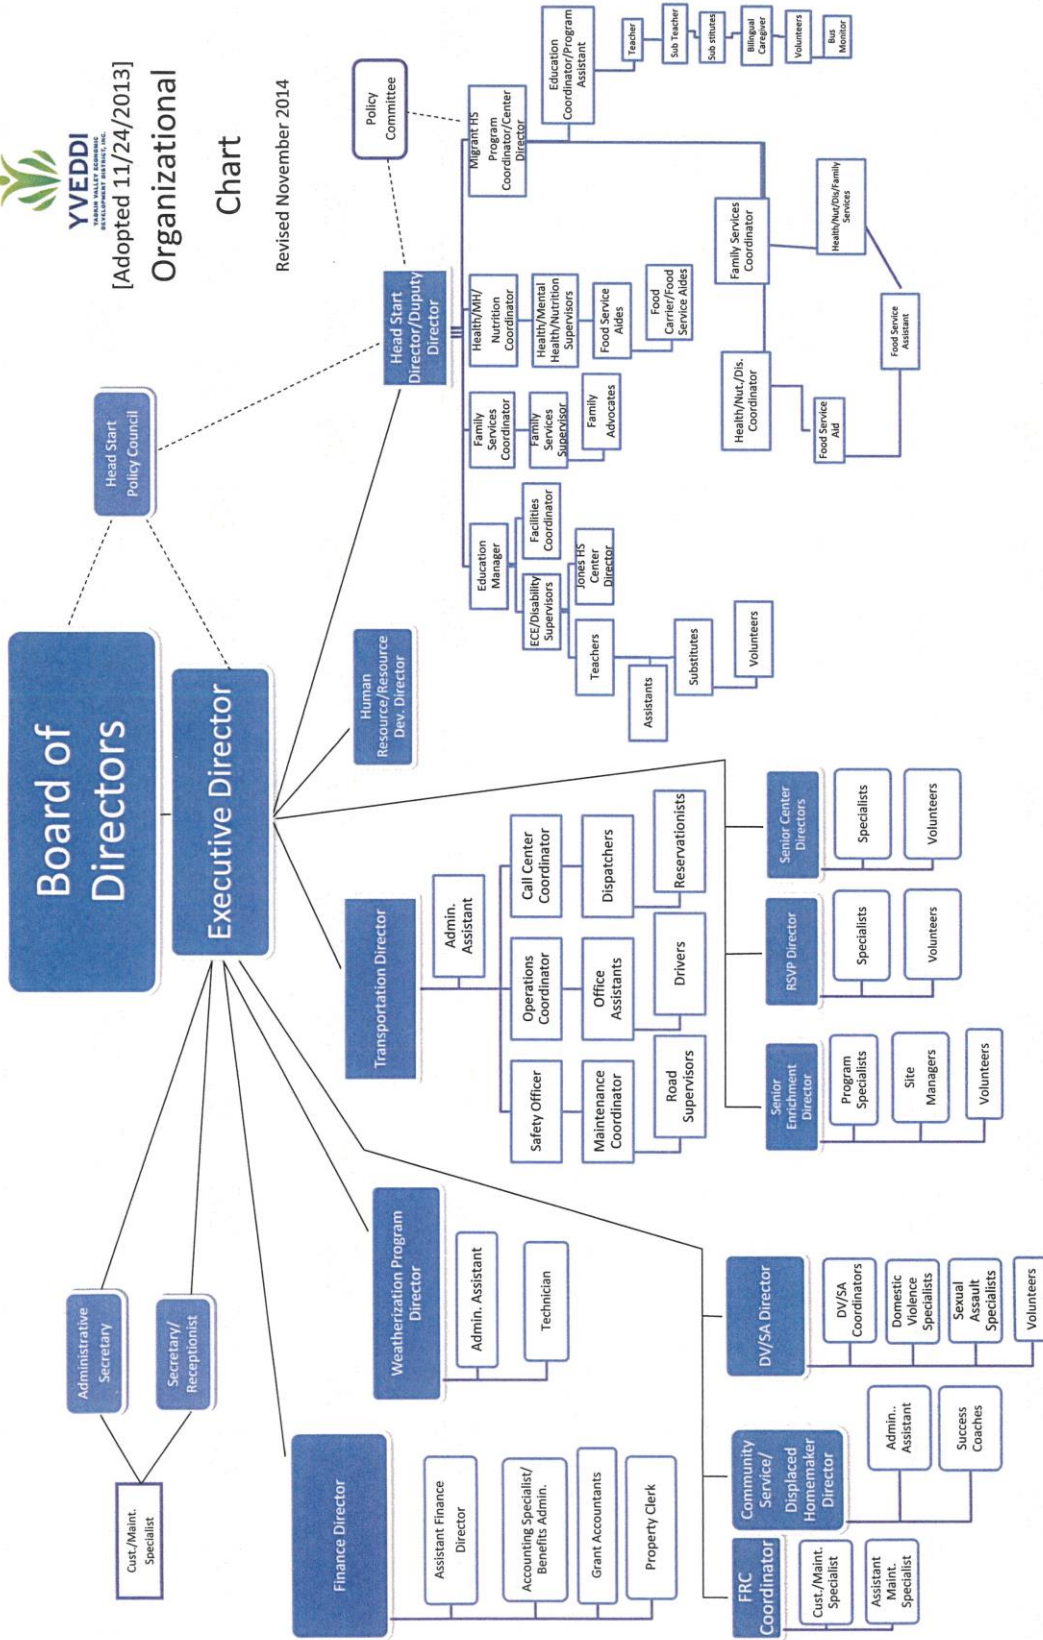 YVEDDI
YADKIN VALLEY ECONOMIC
DEVELOPMENT DISTRICT, INC.
[Adopted 11/24/2013]
Organizational
Chart
Revised November 2014
Board of
Directors
Executive Director
Head Start
Policy Council
Policy
Committee
Administrative
Secretary
Secretary/
Receptionist
Cust./Maint.
Specialist
Finance Director
Assistant Finance
Director
Accounting Specialist/
Benefits Admin.
Grant Accountants
Property Clerk
Weatherization Program
Director
Admin. Assistant
Technician
Transportation Director
Admin.
Assistant
Safety Officer
Operations
Coordinator
Call Center
Coordinator
Maintenance
Coordinator
Office
Assistants
Dispatchers
Road
Supervisors
Drivers
Reservationists
Human
Resource/Resource
Dev. Director
Head Start
Director/Duputy
Director
Education
Manager
Family
Services
Coordinator
Health/MH/
Nutrition
Coordinator
Migrant HS
Program
Coordinator/Center
Director
ECE/Disability
Supervisors
Facilities
Coordinator
Teachers
Jones HS
Center
Director
Assistants
Substitutes
Volunteers
Family
Services
Supervisor
Family
Advocates
Health/Mental
Health/Nutrition
Supervisors
Food Service
Aides
Food
Carrier/Food
Service Aides
Education
Coordinator/Program
Assistant
Teacher
Sub Teacher
Sub stitutes
Bilingual
Caregiver
Volunteers
Bus
Monitor
Family Services
Coordinator
Health/Nut./Dis.
Coordinator
Health/Nut/Dis/Family
Services
Food Service
Aid
Food Service
Assistant
FRC
Coordinator
Cust./Maint.
Specialist
Assistant
Maint.
Specialist
Community
Service/
Displaced
Homemaker
Director
Admin..
Assistant
Success
Coaches
DV/SA Director
DV/SA
Coordinators
Domestic
Violence
Specialists
Sexual
Assault
Specialists
Volunteers
Senior
Enrichment
Director
Program
Specialists
Site
Managers
Volunteers
RSVP Director
Specialists
Volunteers
Senior Center
Directors
Specialists
Volunteers